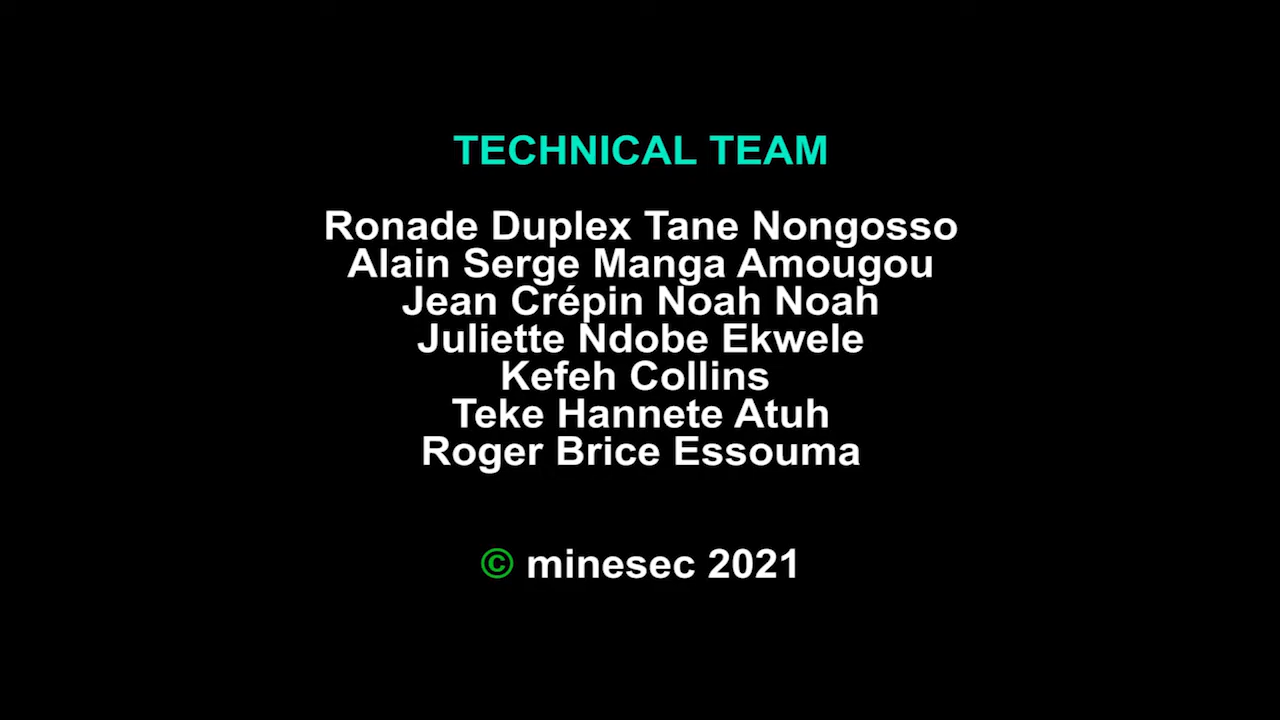 TECHNICAL TEAM
Ronade Duplex Tane Nongosso
Alain Serge Manga Amougou
Jean Crépin Noah Noah
Juliette Ndobe Ekwele
Kefeh Collins
Teke Hannete Atuh
Roger Brice Essouma
© minesec 2021